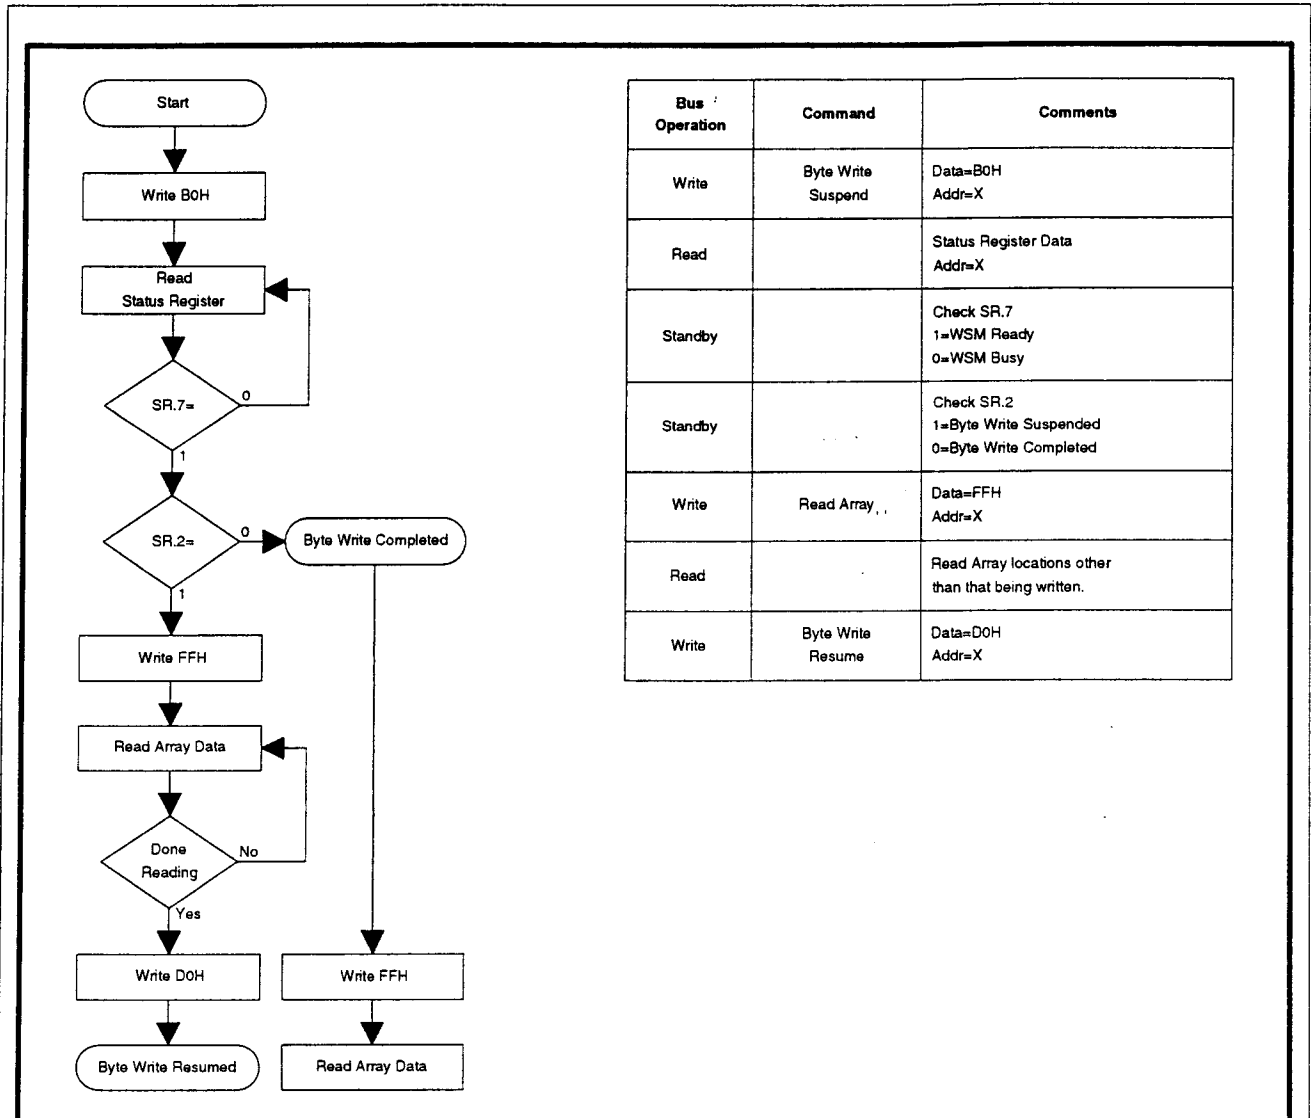 Start
Write B0H
Read
Status Register
SR.7=
0
1
SR.2=
0
Byte Write Completed
1
Write FFH
Read Array Data
Done
Reading
No
Yes
Write D0H
Write FFH
Byte Write Resumed
Read Array Data
Bus
Operation
Command
Comments
Write
Byte Write
Suspend
Data=B0H
Addr=X
Read
Status Register Data
Addr=X
Standby
Check SR.7
1=WSM Ready
0=WSM Busy
Standby
Check SR.2
1=Byte Write Suspended
0=Byte Write Completed
Write
Read Array
Data=FFH
Addr=X
Read
Read Array locations other
than that being written.
Write
Byte Write
Resume
Data=D0H
Addr=X